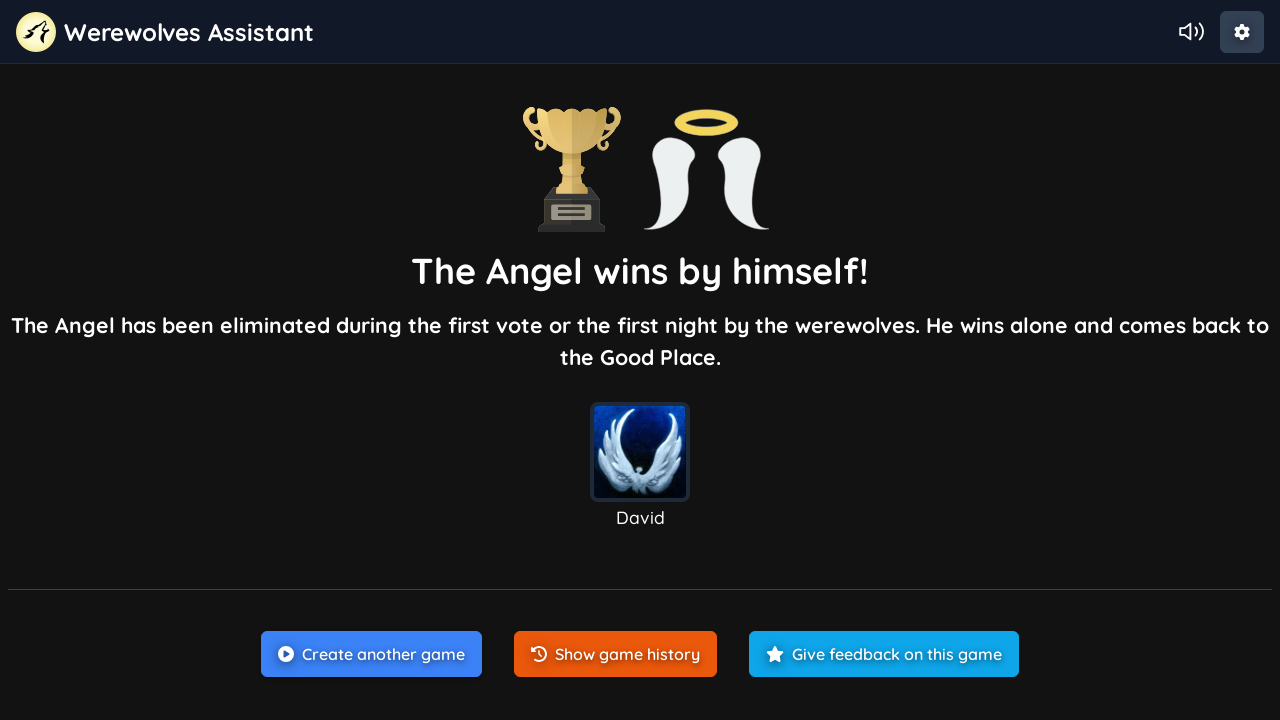 Werewolves Assistant
The Angel wins by himself!
The Angel has been eliminated during the first vote or the first night by the werewolves. He wins alone and comes back to
the Good Place.
David
Create another game
Show game history
Give feedback on this game